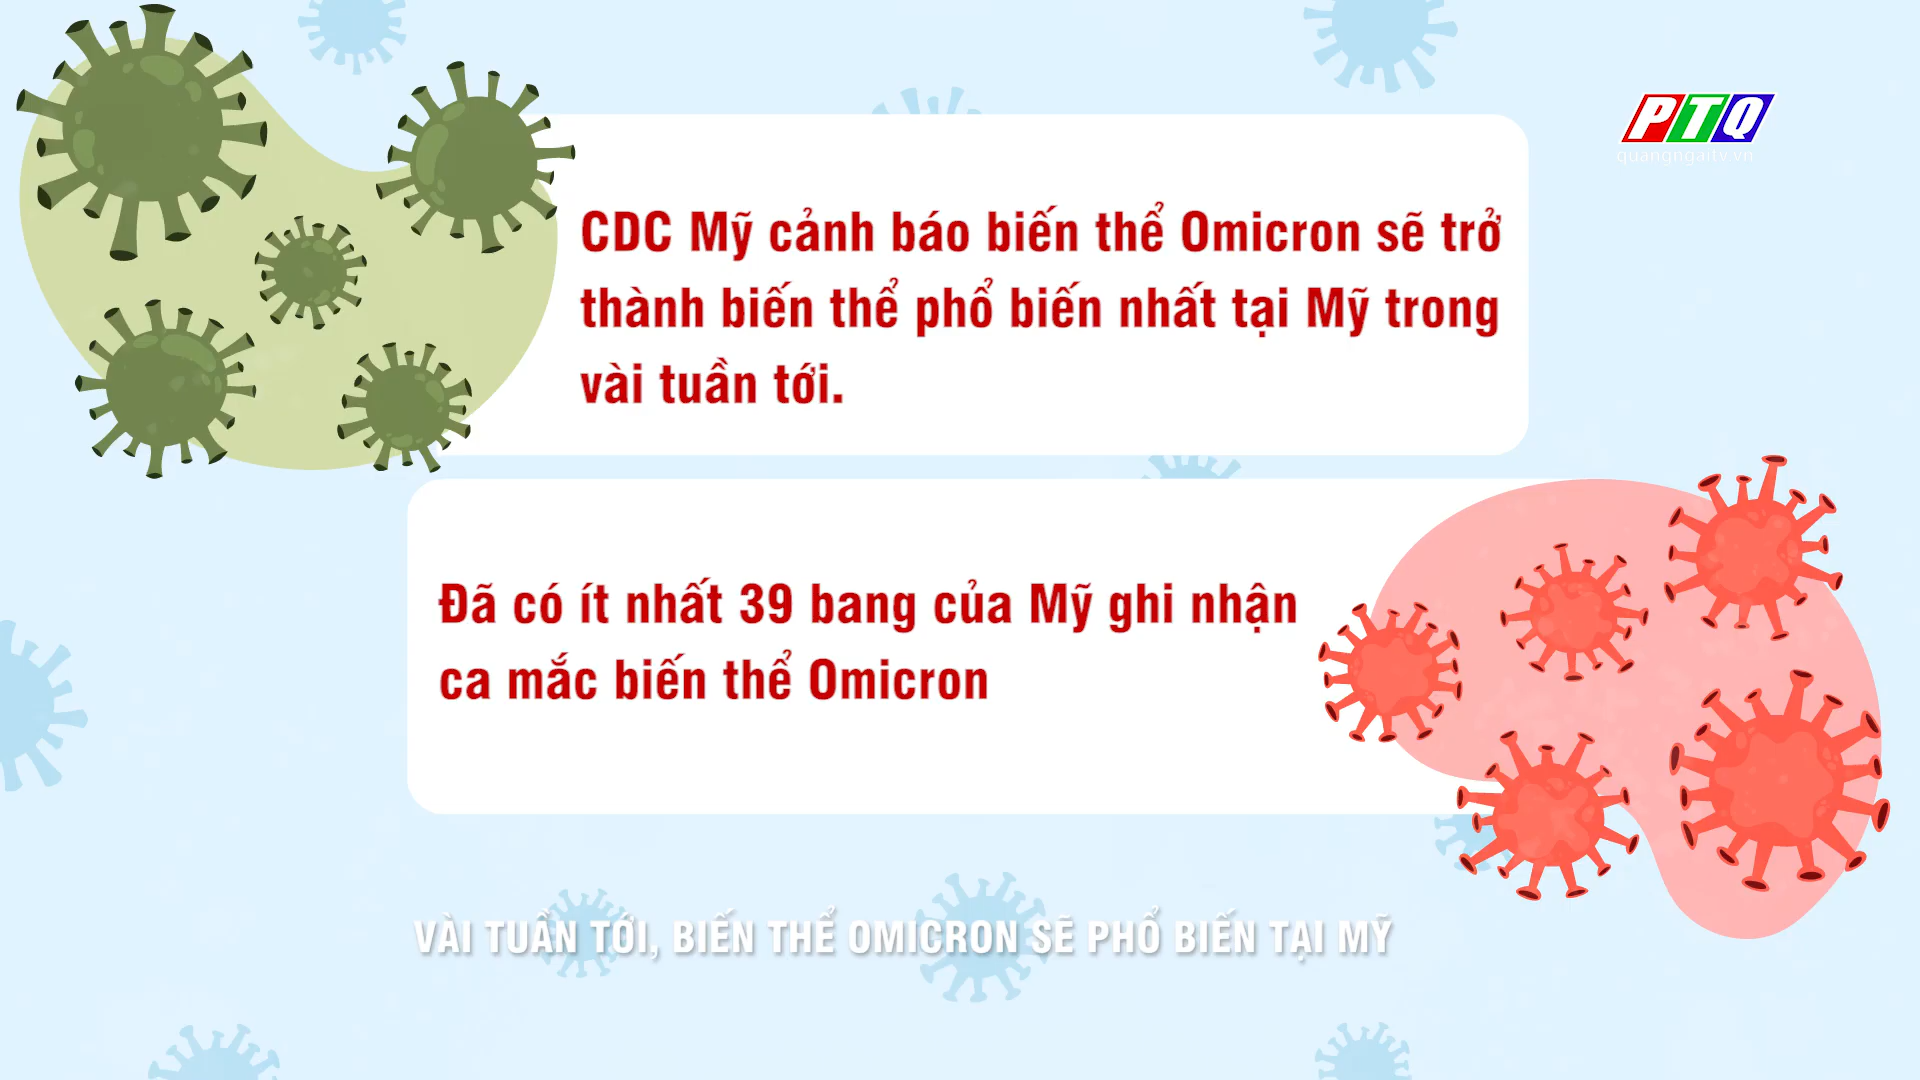 PTQ
quangngaitv.vn
CDC Mỹ cảnh báo biến thể Omicron sẽ trở
thành biến thể phổ biến nhất tại Mỹ trong
vài tuần tới.
Đã có ít nhất 39 bang của Mỹ ghi nhận
ca mắc biến thể Omicron
VÀI TUẦN TỚI, BIẾN THỂ OMICRON SẼ PHỔ BIẾN TẠI MỸ